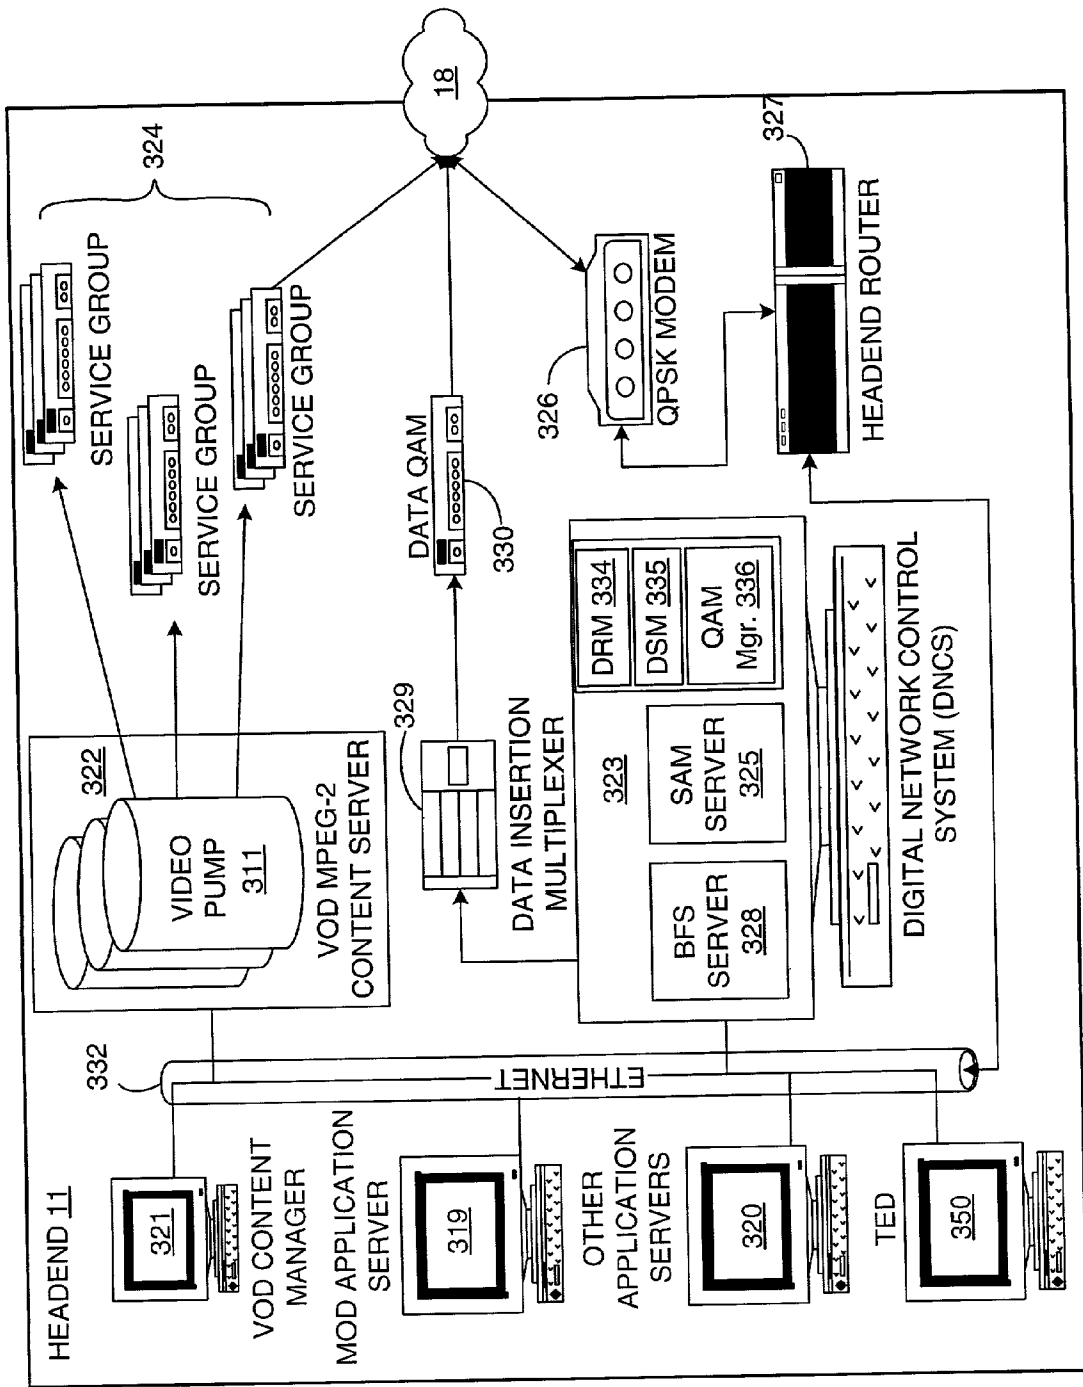 HEADEND 11
321
VOD CONTENT
MANAGER
MOD APPLICATION
SERVER
319
OTHER
APPLICATION
SERVERS
320
TED
350
332
ETHERNET
322
VIDEO
PUMP
311
VOD MPEG-2
CONTENT SERVER
329
DATA INSERTION
MULTIPLEXER
323
BFS
SERVER
328
SAM
SERVER
325
DRM 334
DSM 335
QAM
Mgr. 336
DIGITAL NETWORK CONTROL
SYSTEM (DNCS)
324
SERVICE GROUP
SERVICE GROUP
SERVICE GROUP
DATA QAM
330
326
QPSK MODEM
327
HEADEND ROUTER
18